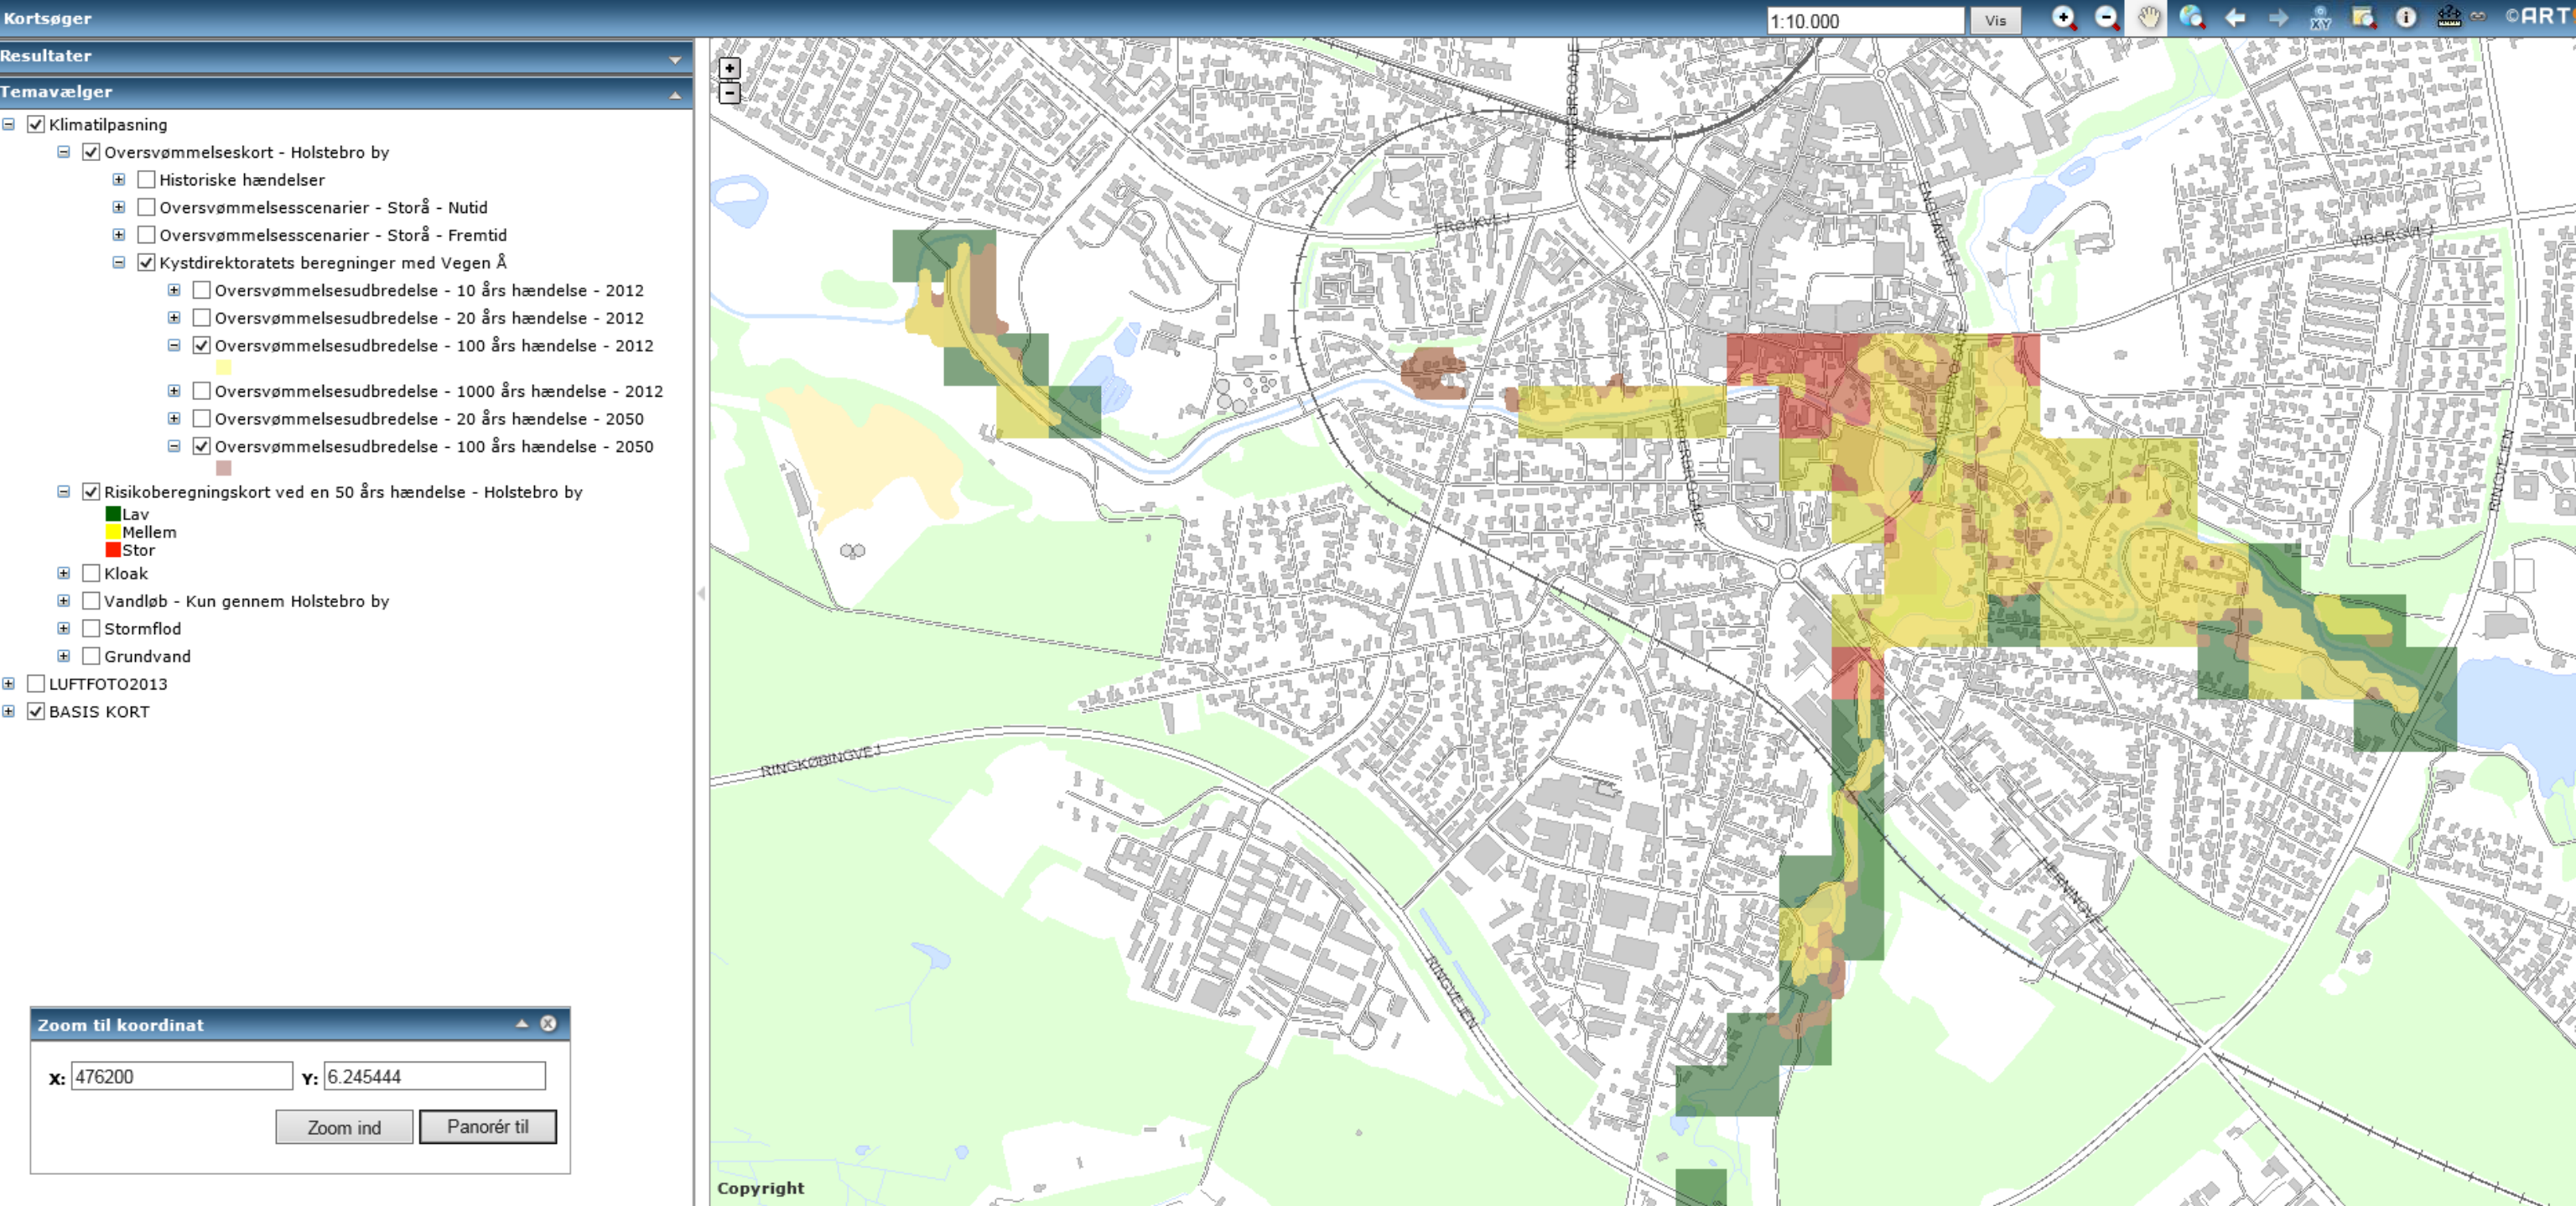 Kortsøger
1:10.000
Vis
XY
©ART
Resultater
Temavælger
Klimatilpasning
Oversvømmelseskort - Holstebro by
Historiske hændelser
Oversvømmelsesscenarier - Storå - Nutid
Oversvømmelsesscenarier - Storå - Fremtid
Kystdirektoratets beregninger med Vegen Å
Oversvømmelsesudbredelse - 10 års hændelse - 2012
Oversvømmelsesudbredelse - 20 års hændelse - 2012
Oversvømmelsesudbredelse - 100 års hændelse - 2012
Oversvømmelsesudbredelse - 1000 års hændelse - 2012
Oversvømmelsesudbredelse - 20 års hændelse - 2050
Oversvømmelsesudbredelse - 100 års hændelse - 2050
Risikoberegningskort ved en 50 års hændelse - Holstebro by
Lav
Mellem
Stor
Kloak
Vandløb - Kun gennem Holstebro by
Stormflod
Grundvand
LUFTFOTO2013
BASIS KORT
Zoom til koordinat
X: 476200 Y: 6.245444
Zoom ind
Panorér til
FRØJKVEJ
ENGHAVEVEJ
VIBORGVEJ
RINGVEJEN
RINGKØBINGVEJ
RINGVEJEN
Copyright